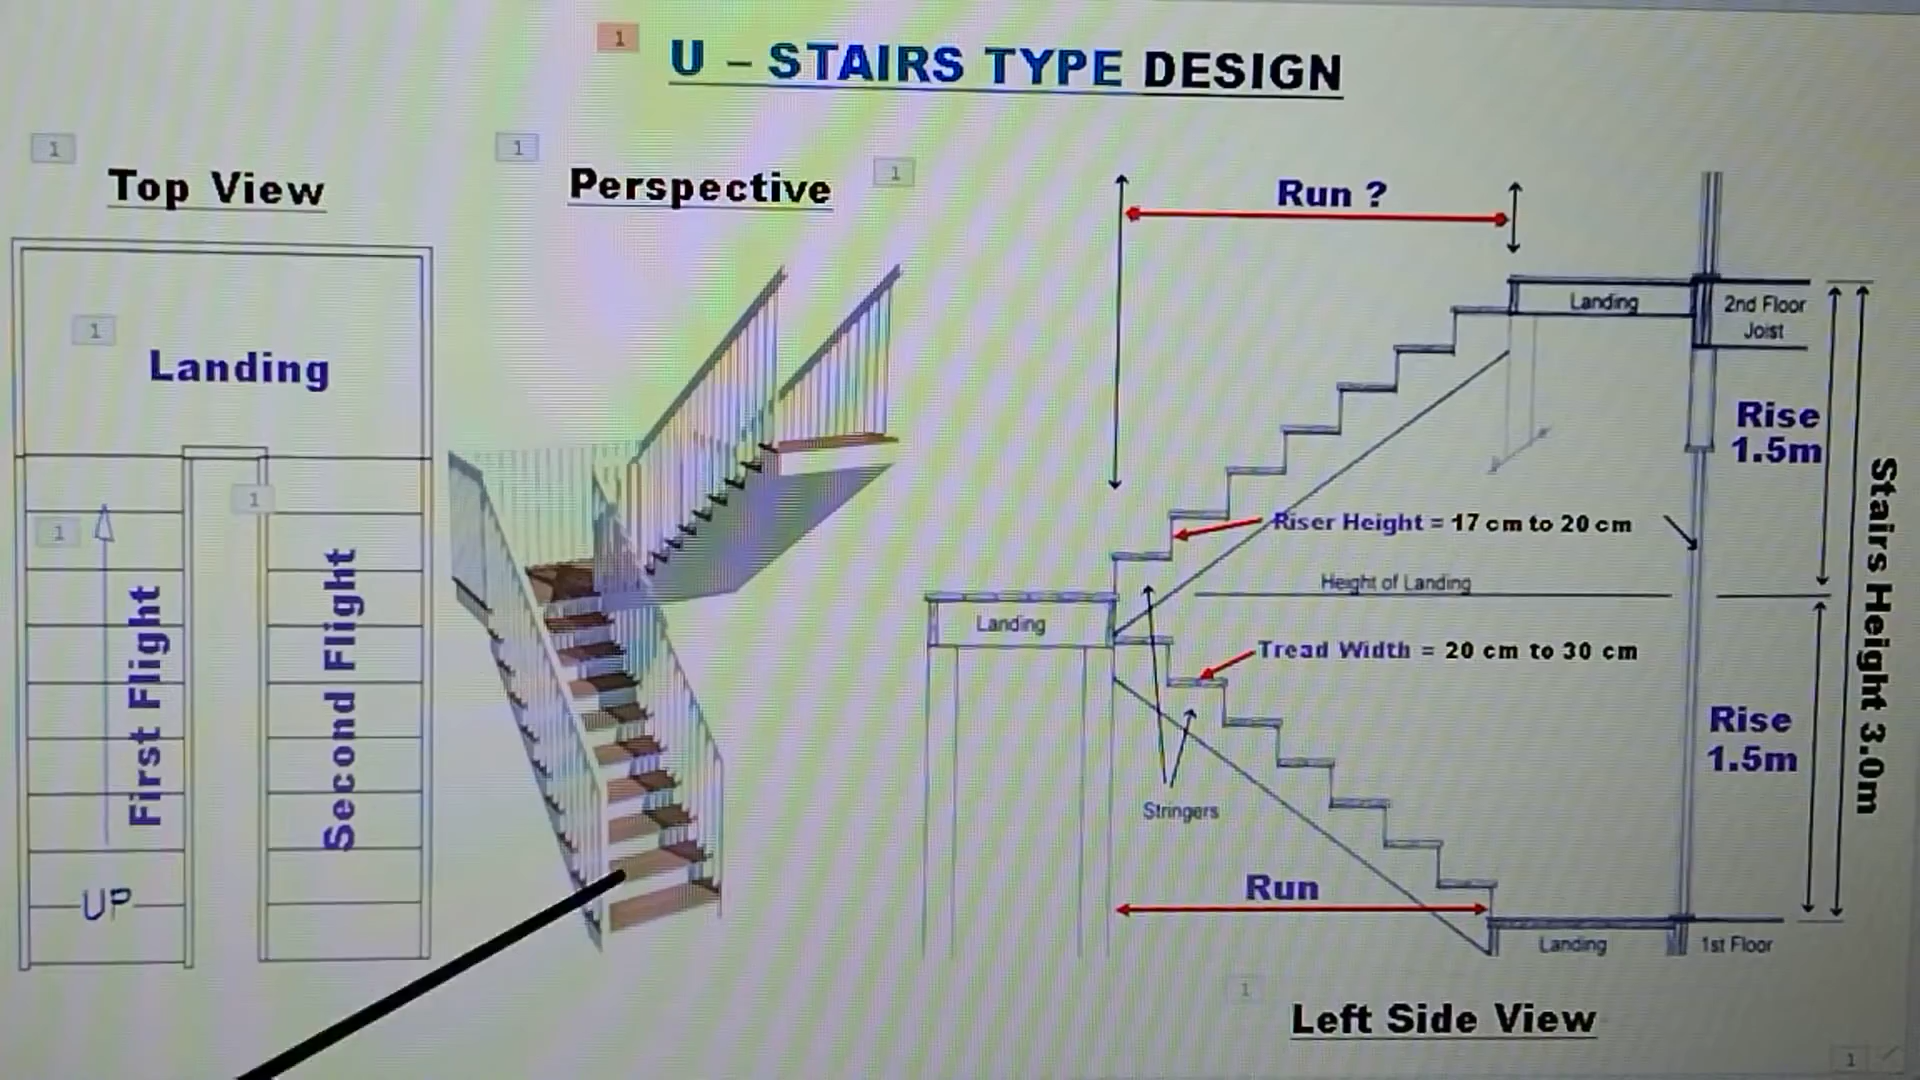 1
U – STAIRS TYPE DESIGN
1
Top View
1
Perspective
1
Run ?
1
Landing
1
1
First Flight
Second Flight
UP
Landing
2nd Floor
Joist
Rise
1.5m
Riser Height = 17 cm to 20 cm
Height of Landing
Landing
Tread Width = 20 cm to 30 cm
Stairs Height 3.0m
Rise
1.5m
Stringers
Run
Landing
1st Floor
1
Left Side View
1